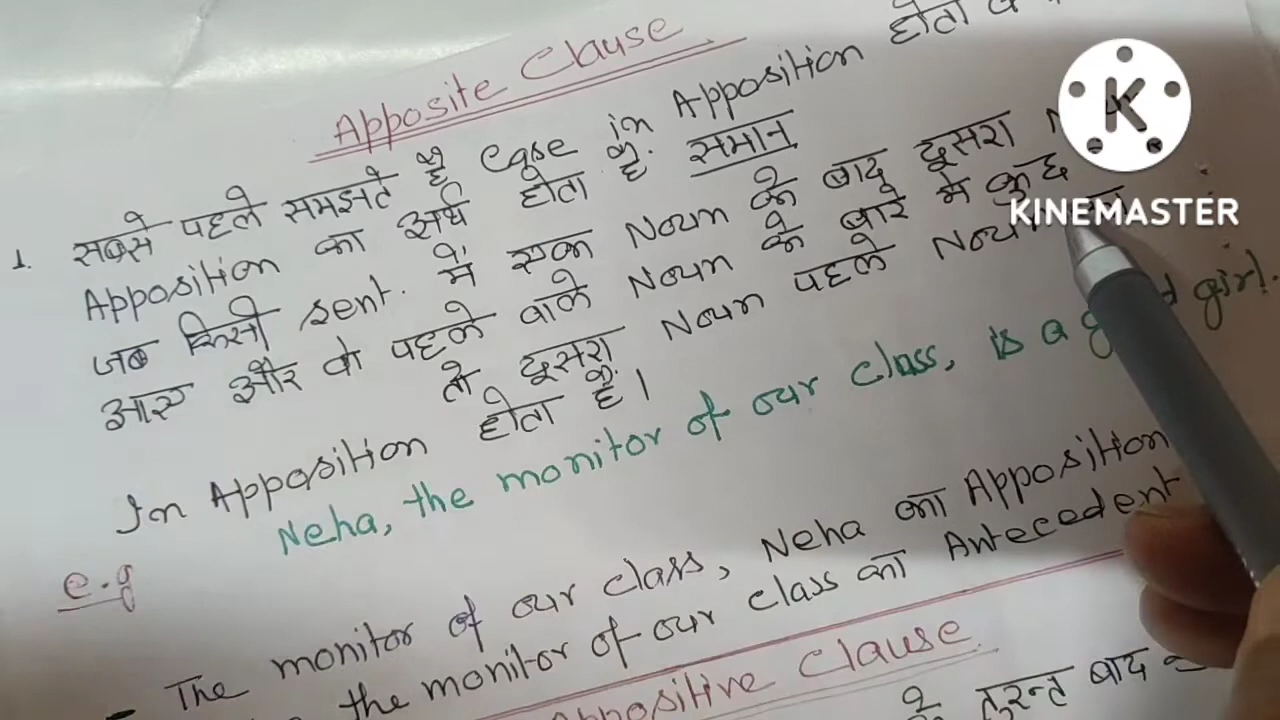 Apposite Clause
1. सबसे पहले समझते है Case in Apposition होता क्या
Apposition का अर्थ होता है. समान
जब किसी sent. में एक Noun के बाद दूसरा
आए और वो पहले वाले Noun के बारे मे कुछ
तो दूसरा Noun पहले Noun
In Apposition होता है।
e.g Neha, the monitor of our class, is a good girl.
The monitor of our class, Neha का Apposition
the monitor of our class का Antecedent
Appositive Clause
के तुरन्त बाद
K
KINEMASTER